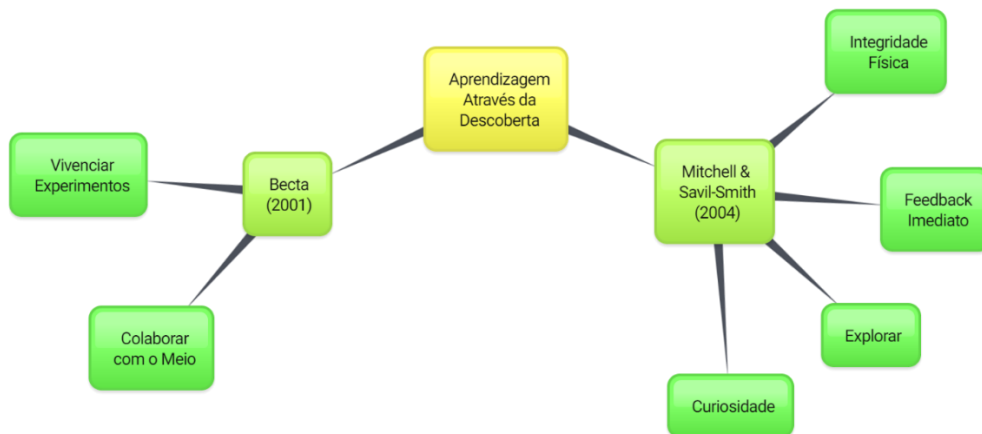 Aprendizagem
Através da
Descoberta
Becta
(2001)
Vivenciar
Experimentos
Colaborar
com o Meio
Mitchell &
Savil-Smith
(2004)
Integridade
Física
Feedback
Imediato
Explorar
Curiosidade